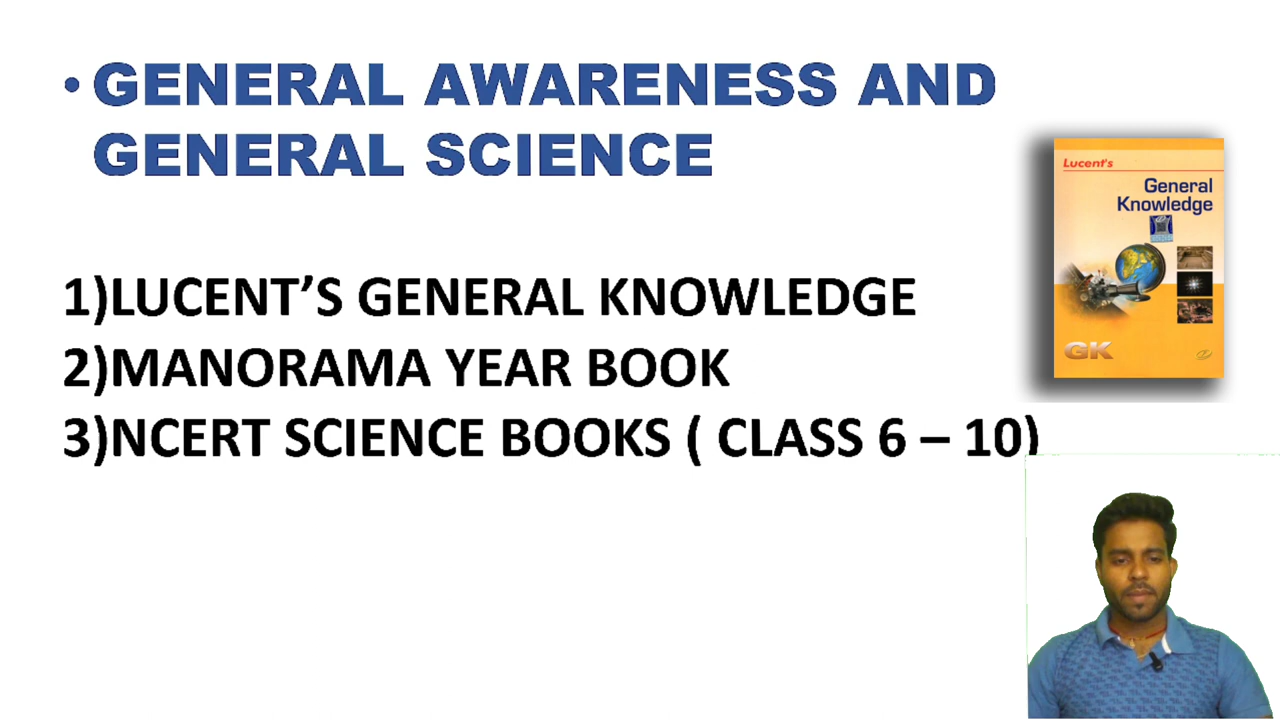 • GENERAL AWARENESS AND
GENERAL SCIENCE
Lucent's
General
Knowledge
GK
1)LUCENT’S GENERAL KNOWLEDGE
2)MANORAMA YEAR BOOK
3)NCERT SCIENCE BOOKS ( CLASS 6 – 10)